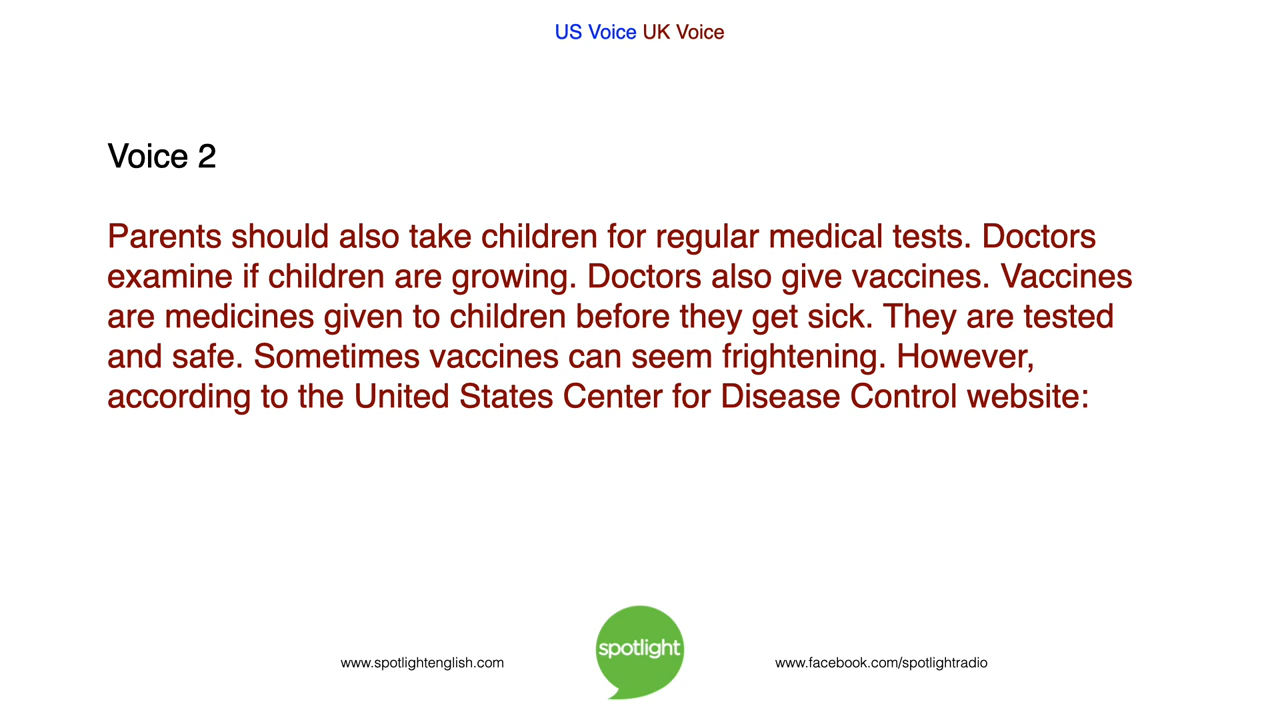 US Voice UK Voice
Voice 2
Parents should also take children for regular medical tests. Doctors
examine if children are growing. Doctors also give vaccines. Vaccines
are medicines given to children before they get sick. They are tested
and safe. Sometimes vaccines can seem frightening. However,
according to the United States Center for Disease Control website:
www.spotlightenglish.com
spotlight
www.facebook.com/spotlightradio